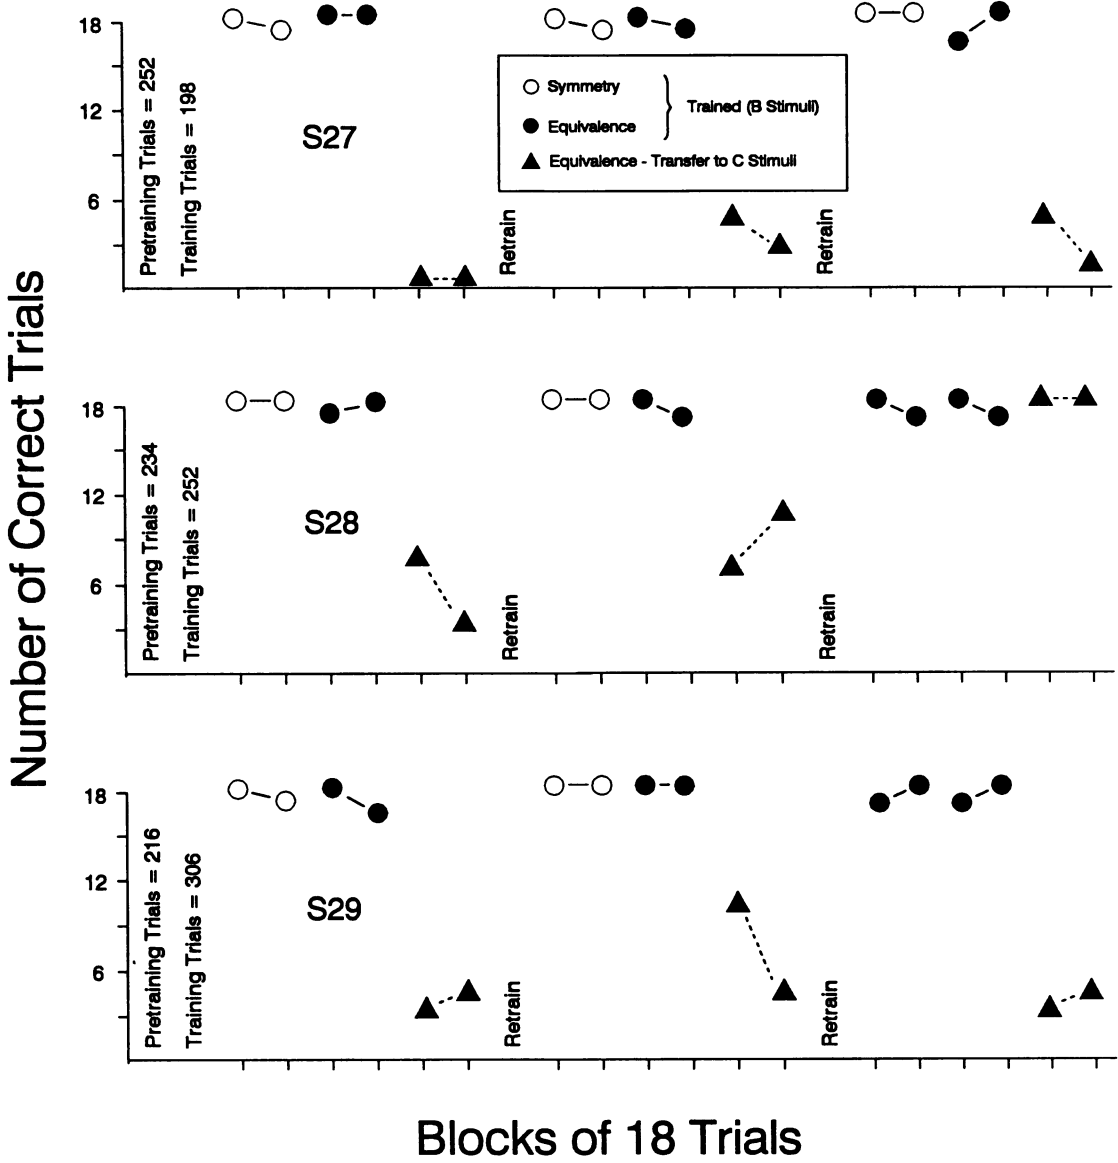 Number of Correct Trials
18
12
6
Pretraining Trials = 252
Training Trials = 198
S27
Retrain
Retrain
Symmetry
Equivalence
Trained (B Stimuli)
Equivalence - Transfer to C Stimuli
18
12
6
Pretraining Trials = 234
Training Trials = 252
S28
Retrain
Retrain
18
12
6
Pretraining Trials = 216
Training Trials = 306
S29
Retrain
Retrain
Blocks of 18 Trials